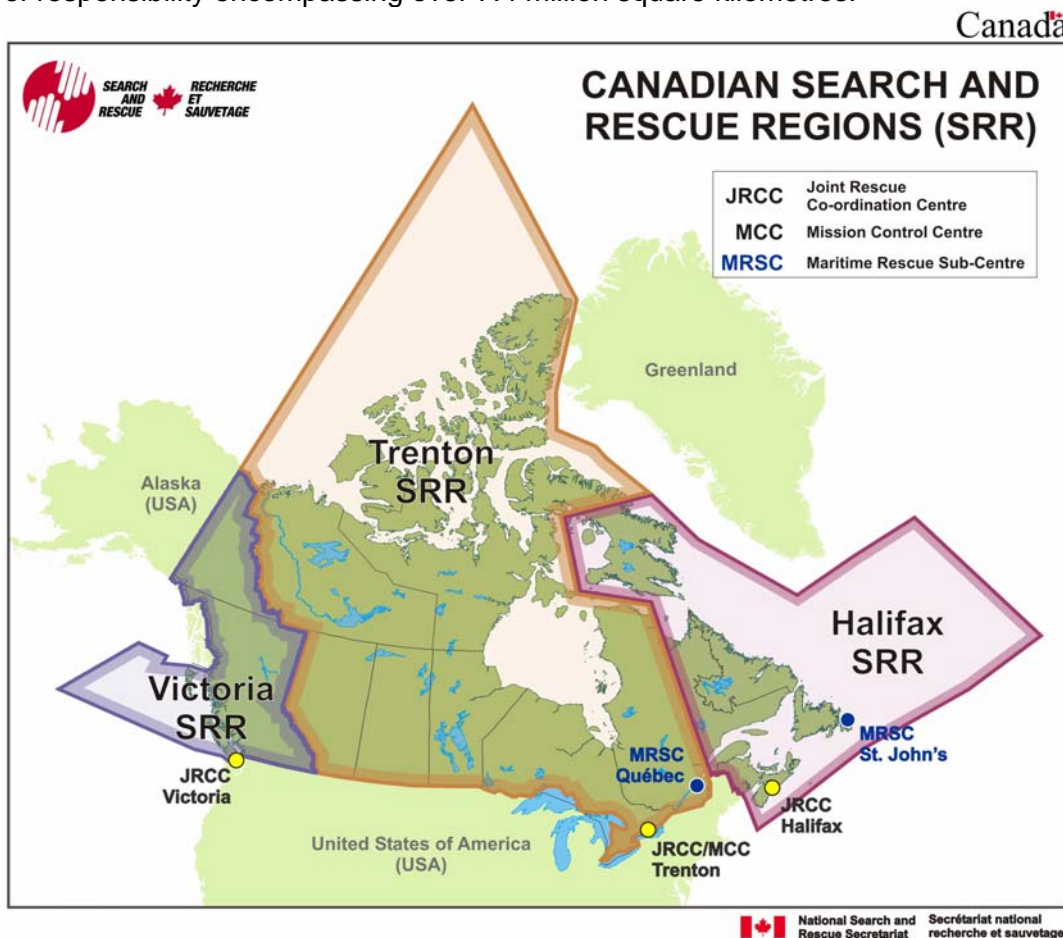 Canada
SEARCH
AND
RESCUE
RECHERCHE
ET
SAUVETAGE
CANADIAN SEARCH AND
RESCUE REGIONS (SRR)
JRCC Joint Rescue
Co-ordination Centre
MCC Mission Control Centre
MRSC Maritime Rescue Sub-Centre
Greenland
Trenton
SRR
Alaska
(USA)
Halifax
SRR
Victoria
SRR
MRSC
St. John's
MRSC
Québec
JRCC
Victoria
JRCC
Halifax
United States of America
(USA)
JRCC/MCC
Trenton
National Search and
Rescue Secretariat
Secrétariat national
recherche et sauvetage